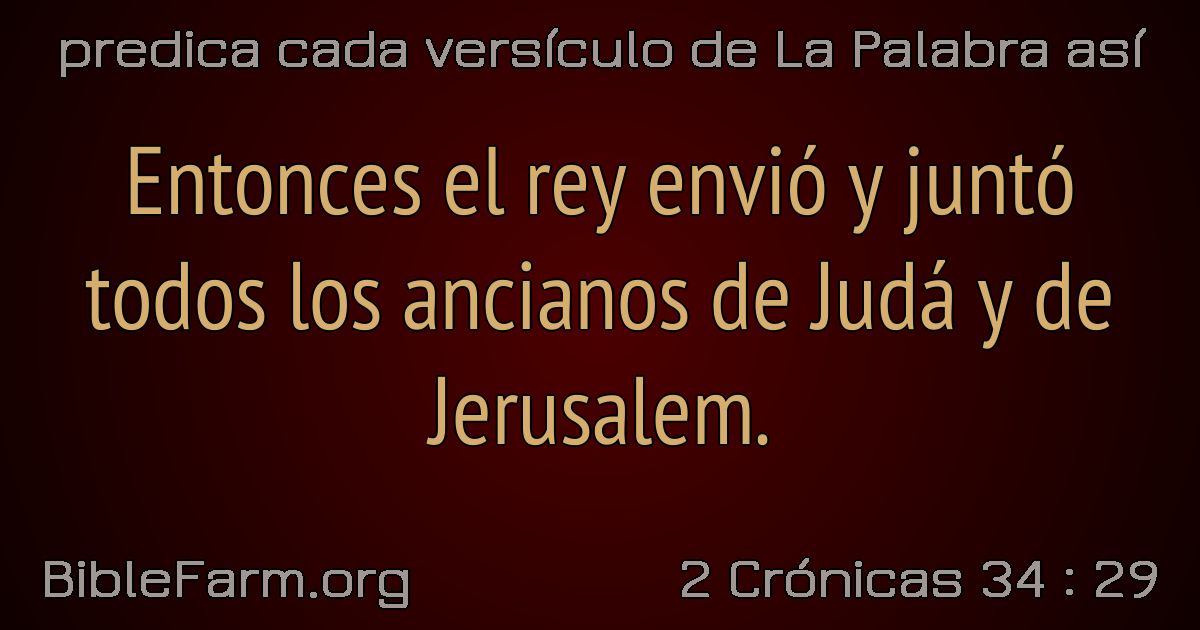 predica cada versículo de La Palabra así
Entonces el rey envió y juntó
todos los ancianos de Judá y de
Jerusalem.
BibleFarm.org
2 Crónicas 34 : 29